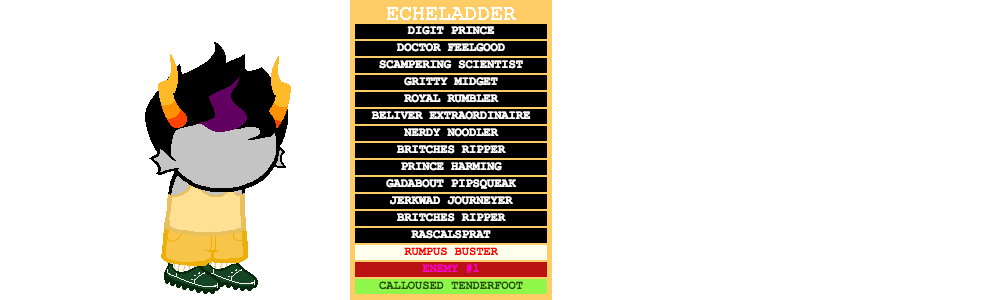 ECHELADDER
DIGIT PRINCE
DOCTOR FEELGOOD
SCAMPERING SCIENTIST
GRITTY MIDGET
ROYAL RUMBLER
BELIVER EXTRAORDINAIRE
NERDY NOODLER
BRITCHES RIPPER
PRINCE HARMING
GADABOUT PIPSQUEAK
JERKWAD JOURNEYER
BRITCHES RIPPER
RASCALSPRAT
RUMPUS BUSTER
ENEMY #1
CALLOUSED TENDERFOOT